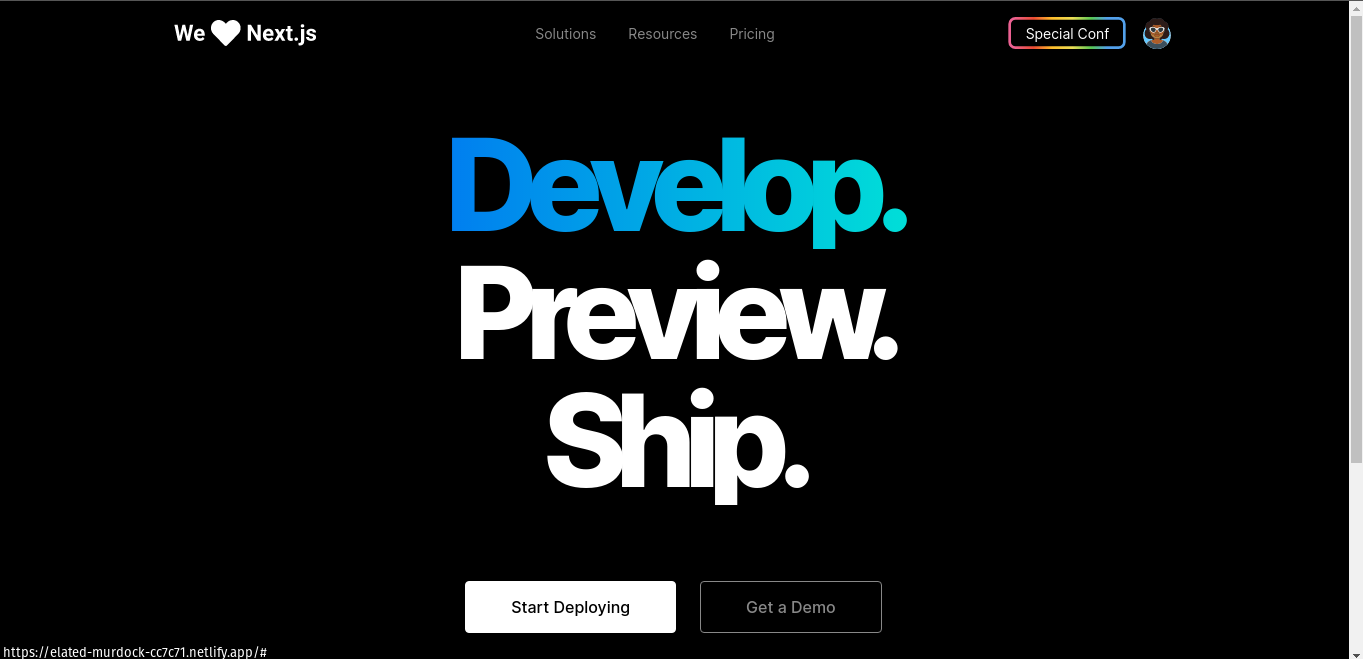 We Next.js
Solutions Resources Pricing
Special Conf
Develop.
Preview.
Ship.
Start Deploying
Get a Demo
https://elated-murdock-cc7c71.netlify.app/#